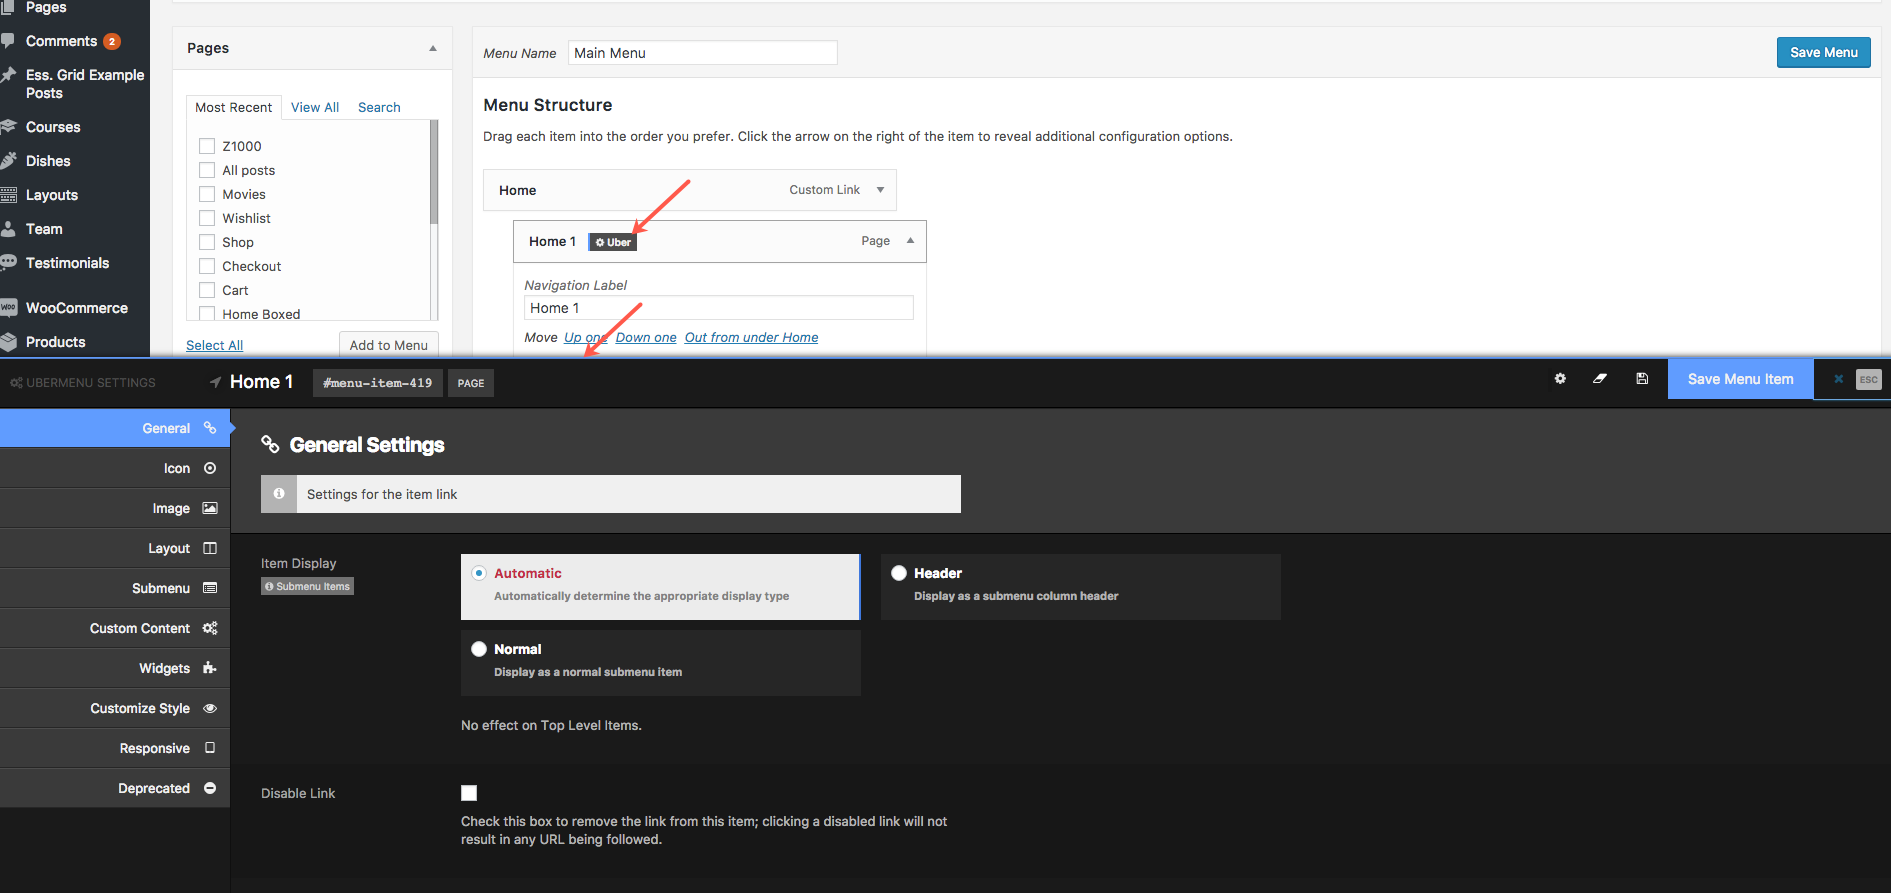 Pages
Comments 2
Ess. Grid Example
Posts
Courses
Dishes
Layouts
Team
Testimonials
WOO WooCommerce
Products
Pages
Most Recent View All Search
Z1000
All posts
Movies
Wishlist
Shop
Checkout
Cart
Home Boxed
Select All Add to Menu
Menu Name Main Menu Save Menu
Menu Structure
Drag each item into the order you prefer. Click the arrow on the right of the item to reveal additional configuration options.
Home Custom Link
Home 1 Uber Page
Navigation Label
Home 1
Move Up one Down one Out from under Home
UBERMENU SETTINGS Home 1 #menu-item-419 PAGE Save Menu Item ESC
General
Icon
Image
Layout
Submenu
Custom Content
Widgets
Customize Style
Responsive
Deprecated
General Settings
Settings for the item link
Item Display
Submenu Items
Automatic
Automatically determine the appropriate display type
Header
Display as a submenu column header
Normal
Display as a normal submenu item
No effect on Top Level Items.
Disable Link
Check this box to remove the link from this item; clicking a disabled link will not
result in any URL being followed.